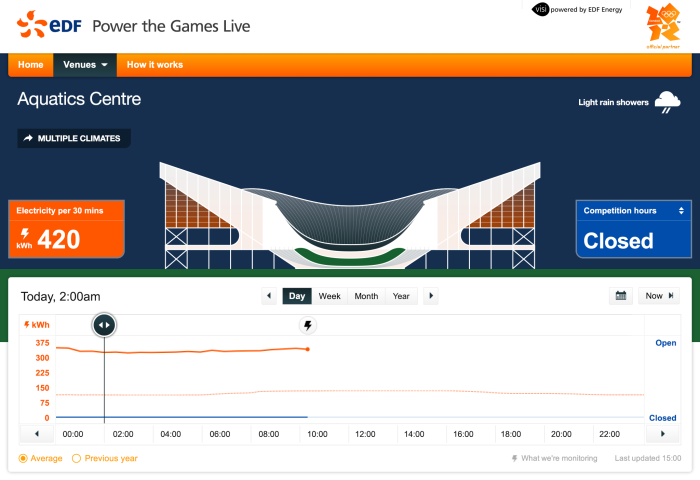 EDF Power the Games Live
visi powered by EDF Energy
official partner
Home Venues How it works
Aquatics Centre
Light rain showers
MULTIPLE CLIMATES
Electricity per 30 mins
kWh 420
Competition hours
Closed
Today, 2:00am
Day Week Month Year
Now
kWh
375
300
225
150
75
0
Open
Closed
00:00 02:00 04:00 06:00 08:00 10:00 12:00 14:00 16:00 18:00 20:00 22:00
Average Previous year
What we're monitoring Last updated 15:00